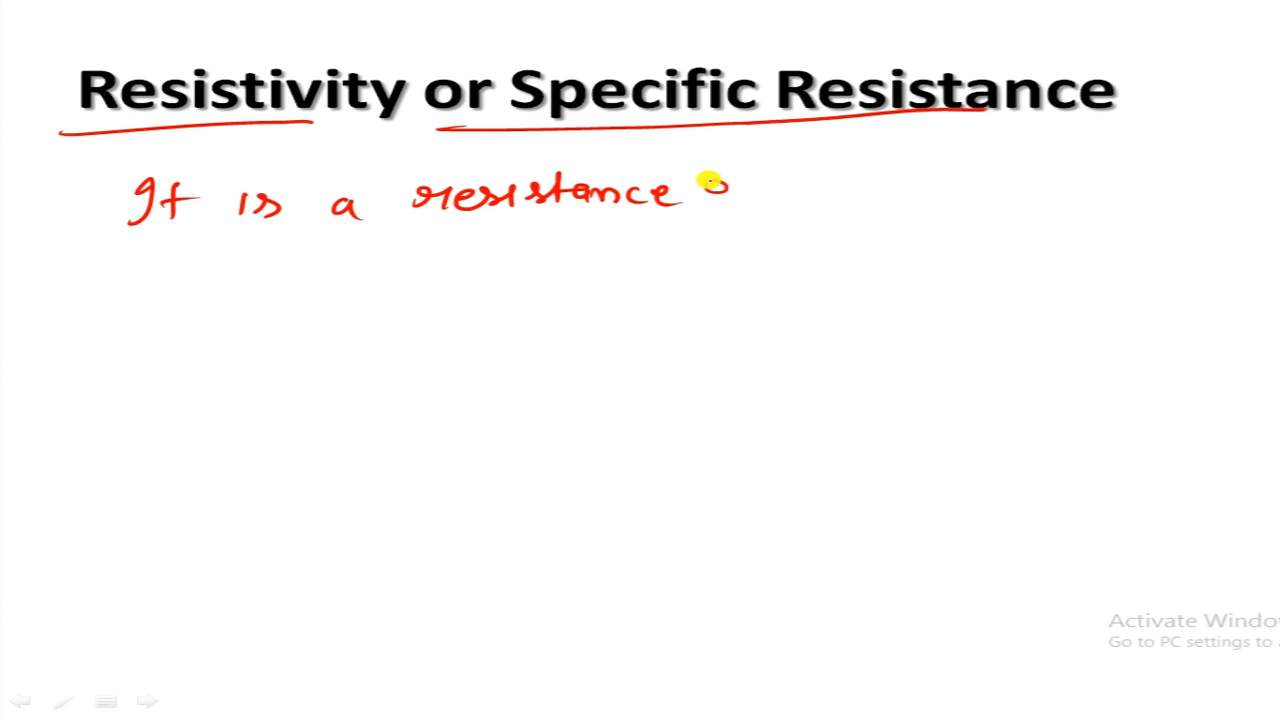 Resistivity or Specific Resistance
It is a resistance
Activate Windo
Go to PC settings to